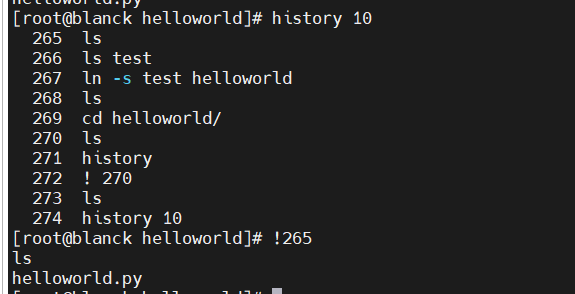 helloworld.py
[root@blanck helloworld]# history 10
265 ls
266 ls test
267 ln -s test helloworld
268 ls
269 cd helloworld/
270 ls
271 history
272 ! 270
273 ls
274 history 10
[root@blanck helloworld]# !265
ls
helloworld.py
[root@blanck helloworld]#